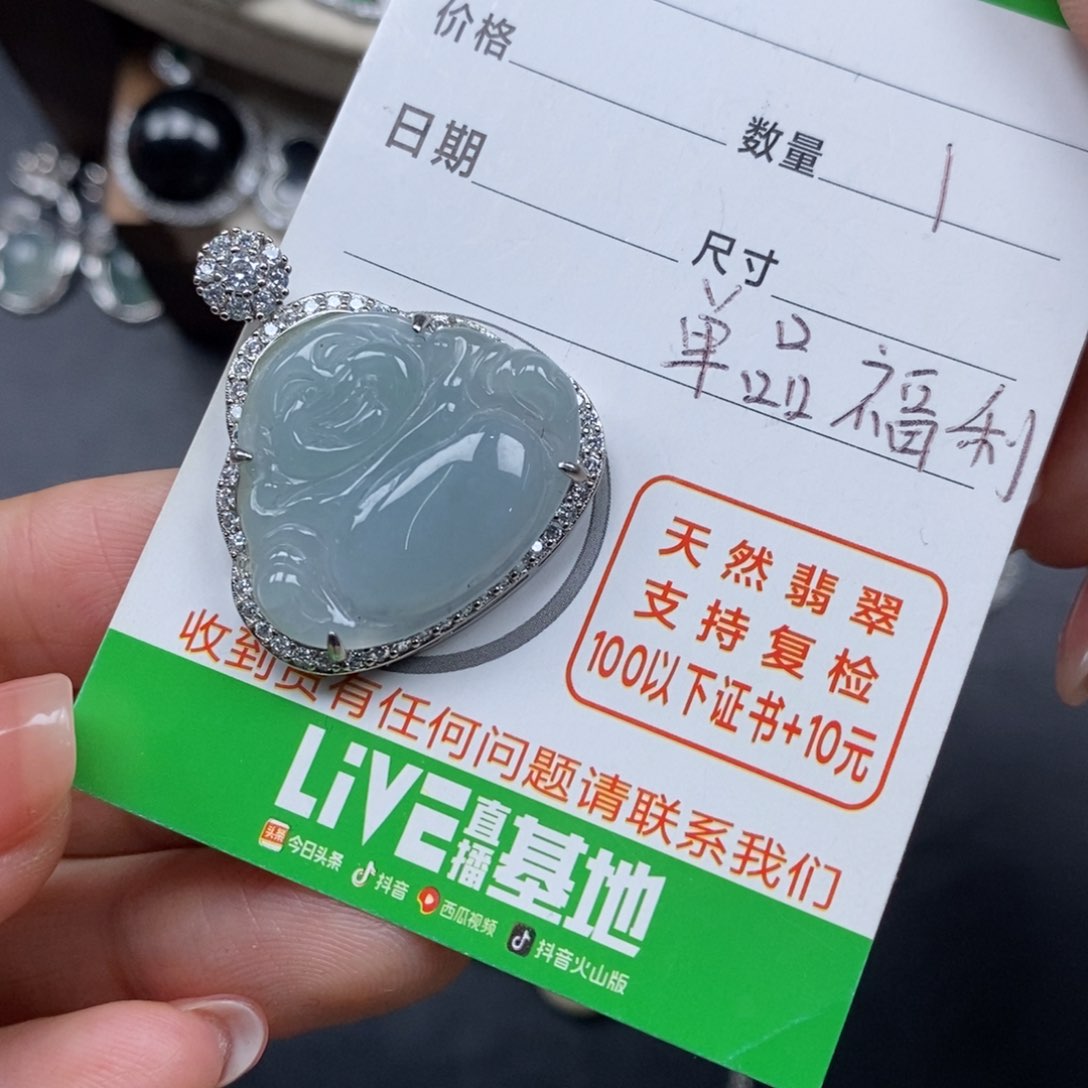 价格
数量 1
日期
尺寸
单品福利
天然翡翠
支持复检
100以下证书+10元
收到货有任何问题请联系我们
LiVE直播基地
今日头条 抖音 西瓜视频 抖音火山版